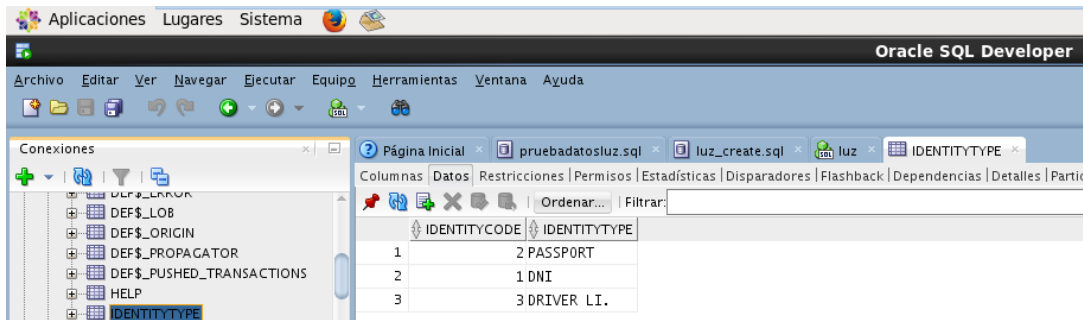 Aplicaciones Lugares Sistema
Oracle SQL Developer
Archivo Editar Ver Navegar Ejecutar Equipo Herramientas Ventana Ayuda
Conexiones
Página Inicial pruebadatosluz.sql luz_create.sql luz IDENTITYTYPE
Columnas Datos Restricciones Permisos Estadísticas Disparadores Flashback Dependencias Detalles
Ordenar... Filtrar:
DEF$_ERROR
DEF$_LOB
DEF$_ORIGIN
DEF$_PROPAGATOR
DEF$_PUSHED_TRANSACTIONS
HELP
IDENTITYTYPE
IDENTITYCODE IDENTITYTYPE
1 2 PASSPORT
2 1 DNI
3 3 DRIVER LI.